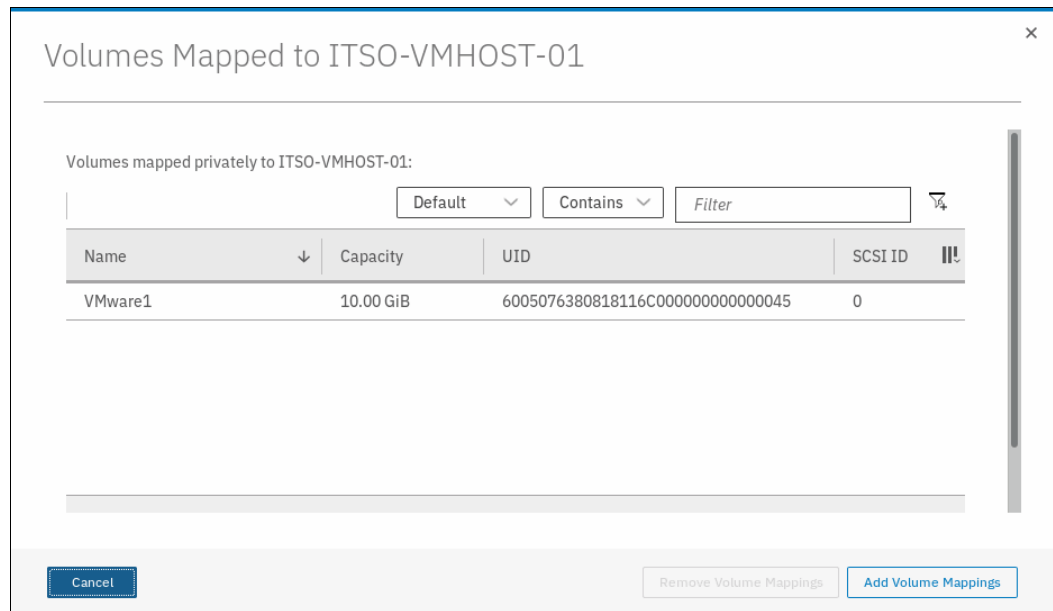 Volumes Mapped to ITSO-VMHOST-01
Volumes mapped privately to ITSO-VMHOST-01:
Default Contains Filter
Name Capacity UID SCSI ID
VMware1 10.00 GiB 6005076380818116C000000000000045 0
Cancel Remove Volume Mappings Add Volume Mappings